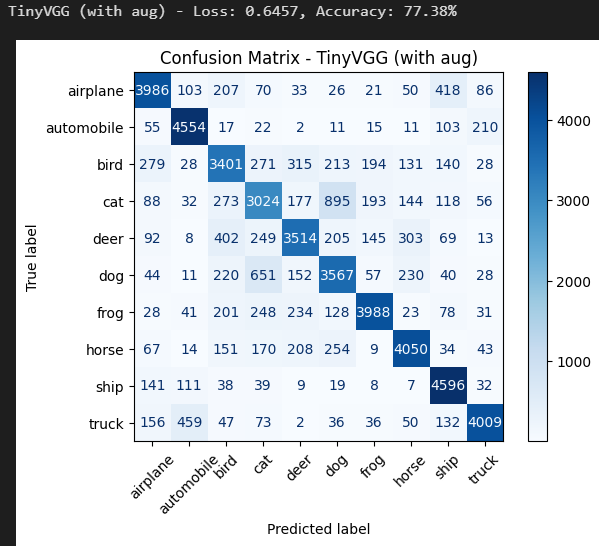 TinyVGG (with aug) - Loss: 0.6457, Accuracy: 77.38%
Confusion Matrix - TinyVGG (with aug)
airplane 3986 103 207 70 33 26 21 50 418 86
automobile 55 4554 17 22 2 11 15 11 103 210
bird 279 28 3401 271 315 213 194 131 140 28
cat 88 32 273 3024 177 895 193 144 118 56
deer 92 8 402 249 3514 205 145 303 69 13
dog 44 11 220 651 152 3567 57 230 40 28
frog 28 41 201 248 234 128 3988 23 78 31
horse 67 14 151 170 208 254 9 4050 34 43
ship 141 111 38 39 9 19 8 7 4596 32
truck 156 459 47 73 2 36 36 50 132 4009
airplane automobile bird cat deer dog frog horse ship truck
Predicted label
True label
4000
3000
2000
1000